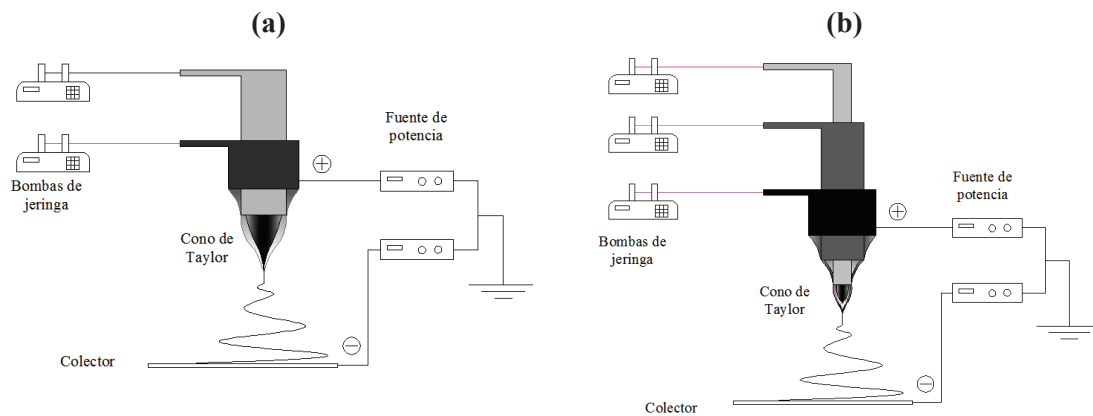 (a)
Fuente de
potencia
Bombas de
jeringa
Cono de
Taylor
Colector
(b)
Fuente de
potencia
Bombas de
jeringa
Cono de
Taylor
Colector